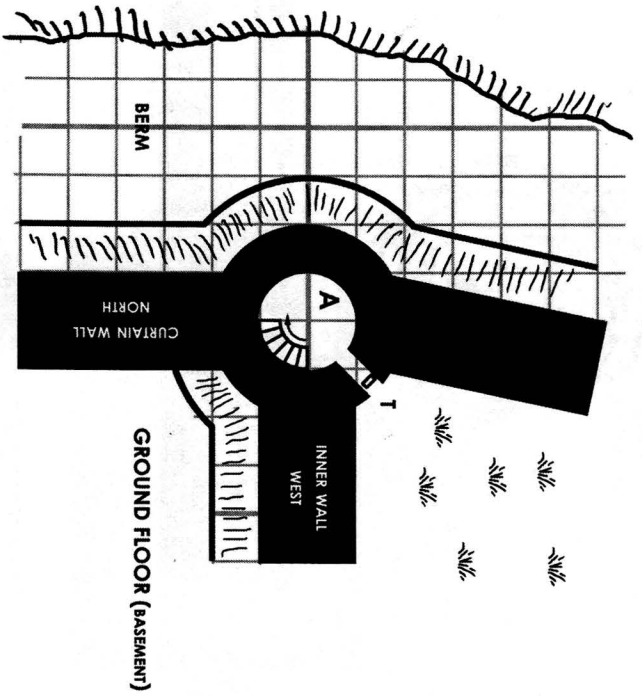 BERM
A
CURTAIN WALL
NORTH
T
INNER WALL
WEST
GROUND FLOOR (BASEMENT)